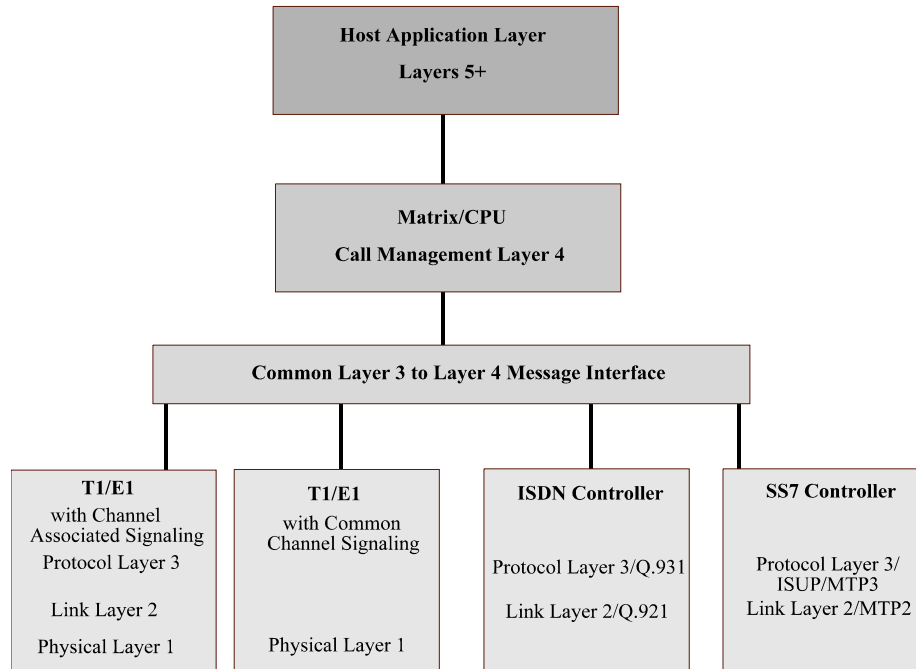 Host Application Layer
Layers 5+
Matrix/CPU
Call Management Layer 4
Common Layer 3 to Layer 4 Message Interface
T1/E1
with Channel
Associated Signaling
Protocol Layer 3
Link Layer 2
Physical Layer 1
T1/E1
with Common
Channel Signaling
Physical Layer 1
ISDN Controller
Protocol Layer 3/Q.931
Link Layer 2/Q.921
SS7 Controller
Protocol Layer 3/
ISUP/MTP3
Link Layer 2/MTP2